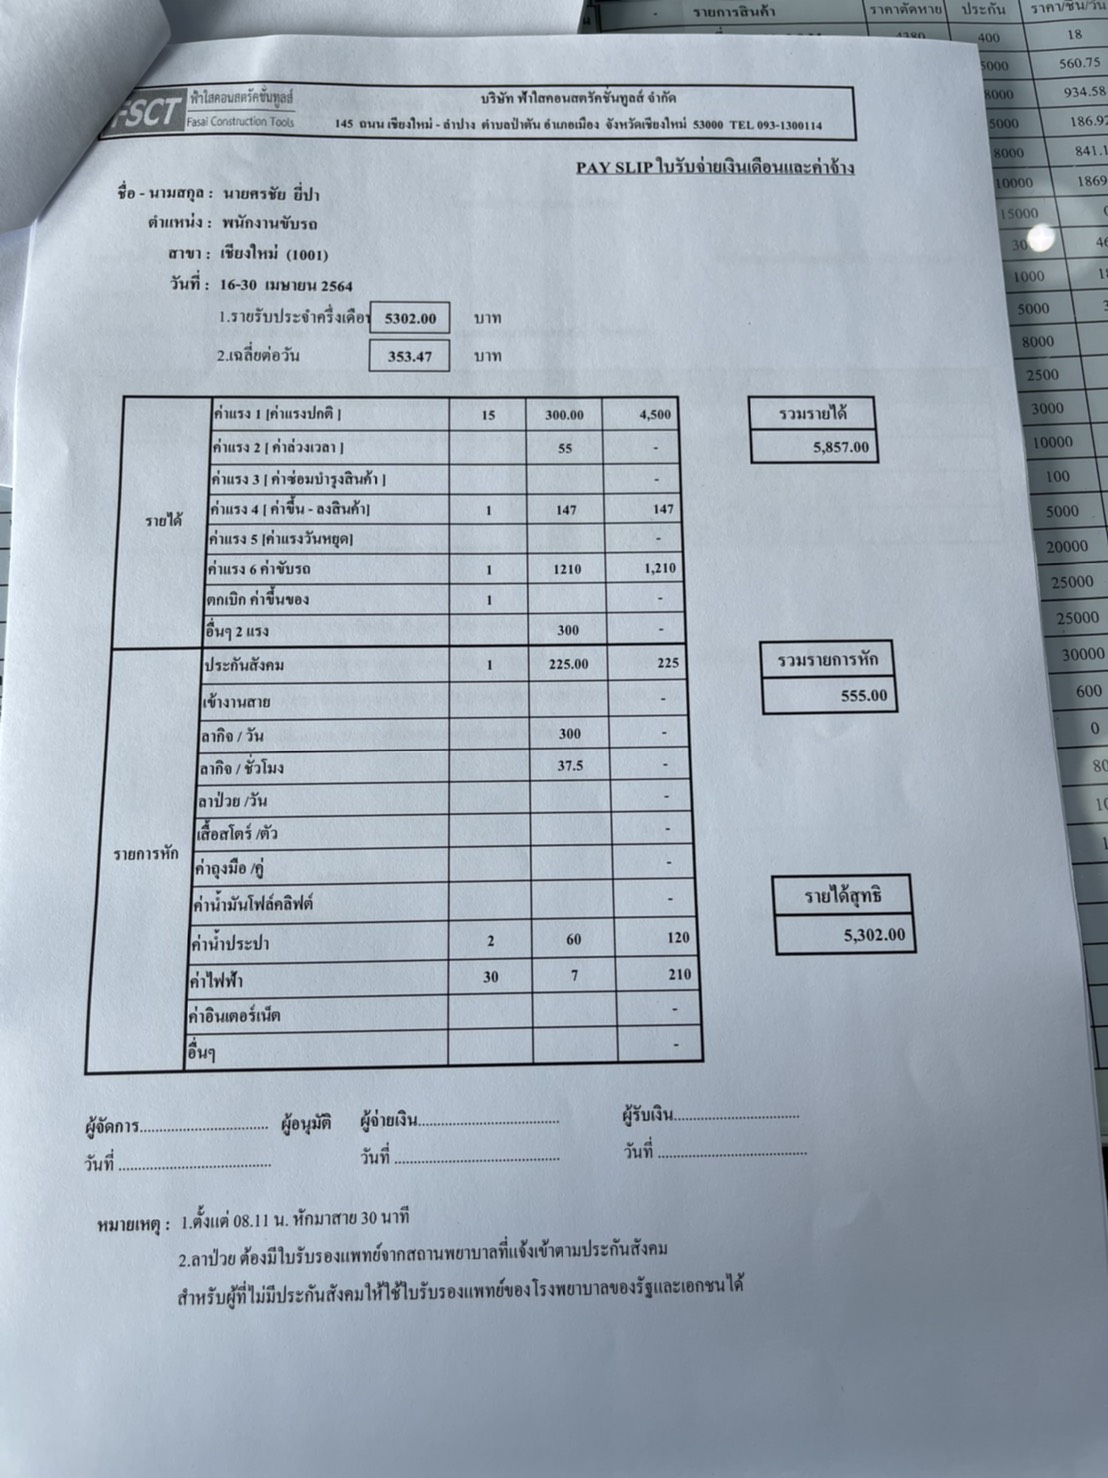 รายการสินค้า ราคาตัดหาย ประกัน ราคา/ชิ้น/วัน
4380 400 18
5000 560.75
8000 934.58
5000 186.92
8000 841.1
10000 1869
15000
30
1000
5000
8000
2500
3000
10000
100
5000
20000
25000
25000
30000
600
0
80
FSCT ฟ้าใสคอนสตรัคชั่นทูลส์
Fasai Construction Tools
บริษัท ฟ้าใสคอนสตรัคชั่นทูลส์ จำกัด
145 ถนน เชียงใหม่ - ลำปาง ตำบลป่าตัน อำเภอเมือง จังหวัดเชียงใหม่ 53000 TEL 093-1300114
PAY SLIP ใบรับจ่ายเงินเดือนและค่าจ้าง
ชื่อ - นามสกุล : นายศรชัย ยี่ปา
ตำแหน่ง : พนักงานขับรถ
สาขา : เชียงใหม่ (1001)
วันที่ : 16-30 เมษายน 2564
1.รายรับประจำครึ่งเดือน 5302.00 บาท
2.เฉลี่ยต่อวัน 353.47 บาท
รายได้
ค่าแรง 1 [ค่าแรงปกติ ] 15 300.00 4,500
ค่าแรง 2 [ ค่าล่วงเวลา ] 55 -
ค่าแรง 3 [ ค่าซ่อมบำรุงสินค้า ] -
ค่าแรง 4 [ ค่าขึ้น - ลงสินค้า] 1 147 147
ค่าแรง 5 [ค่าแรงวันหยุด] -
ค่าแรง 6 ค่าขับรถ 1 1210 1,210
ตกเบิก ค่าขึ้นของ 1 -
อื่นๆ 2 แรง 300 -
รวมรายได้
5,857.00
รายการหัก
ประกันสังคม 1 225.00 225
เข้างานสาย -
ลากิจ / วัน 300 -
ลากิจ / ชั่วโมง 37.5 -
ลาป่วย /วัน -
เสื้อสโตร์ /ตัว -
ค่าถุงมือ /คู่ -
ค่าน้ำมันโฟล์คลิฟต์ -
ค่าน้ำประปา 2 60 120
ค่าไฟฟ้า 30 7 210
ค่าอินเตอร์เน็ต -
อื่นๆ -
รวมรายการหัก
555.00
รายได้สุทธิ
5,302.00
ผู้จัดการ................................ ผู้อนุมัติ ผู้จ่ายเงิน................................... ผู้รับเงิน...............................
วันที่ ...................................... วันที่ ......................................... วันที่ .....................................
หมายเหตุ : 1.ตั้งแต่ 08.11 น. หักมาสาย 30 นาที
2.ลาป่วย ต้องมีใบรับรองแพทย์จากสถานพยาบาลที่แจ้งเข้าตามประกันสังคม
สำหรับผู้ที่ไม่มีประกันสังคมให้ใช้ใบรับรองแพทย์ของโรงพยาบาลของรัฐและเอกชนได้